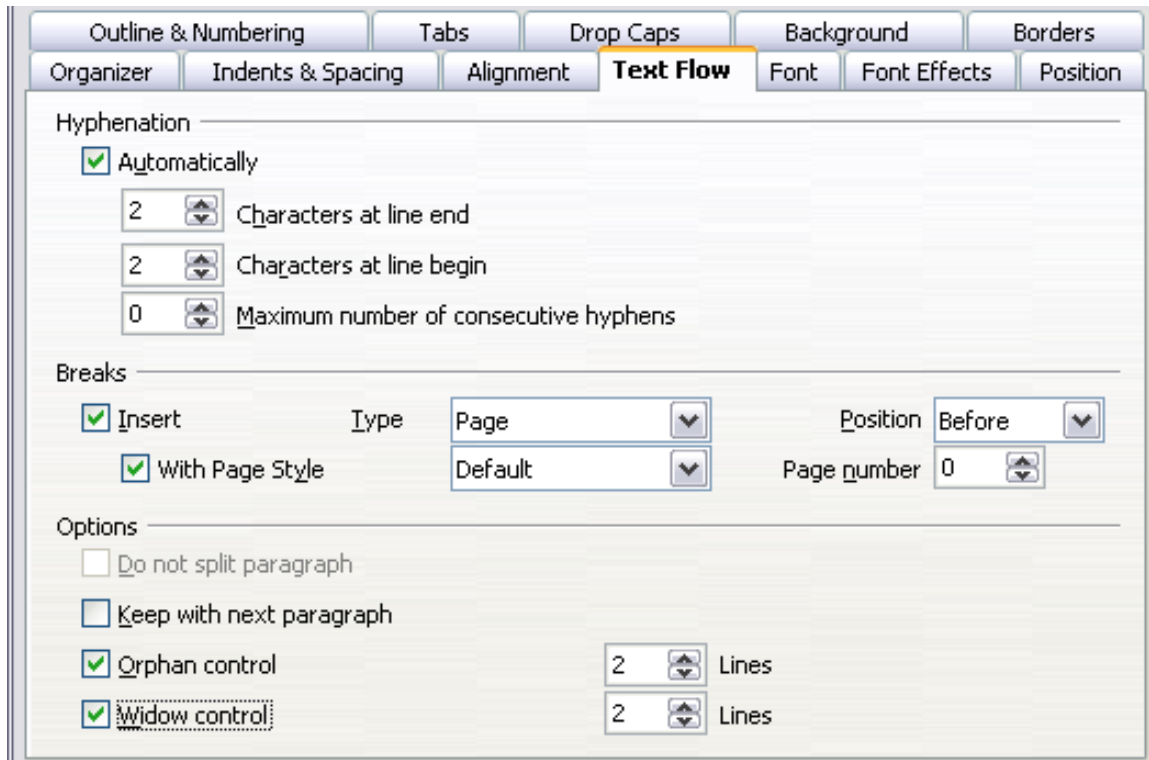 Outline & Numbering Tabs Drop Caps Background Borders
Organizer Indents & Spacing Alignment Text Flow Font Font Effects Position
Hyphenation
Automatically
2 Characters at line end
2 Characters at line begin
0 Maximum number of consecutive hyphens
Breaks
Insert Type Page Position Before
With Page Style Default Page number 0
Options
Do not split paragraph
Keep with next paragraph
Orphan control 2 Lines
Widow control 2 Lines